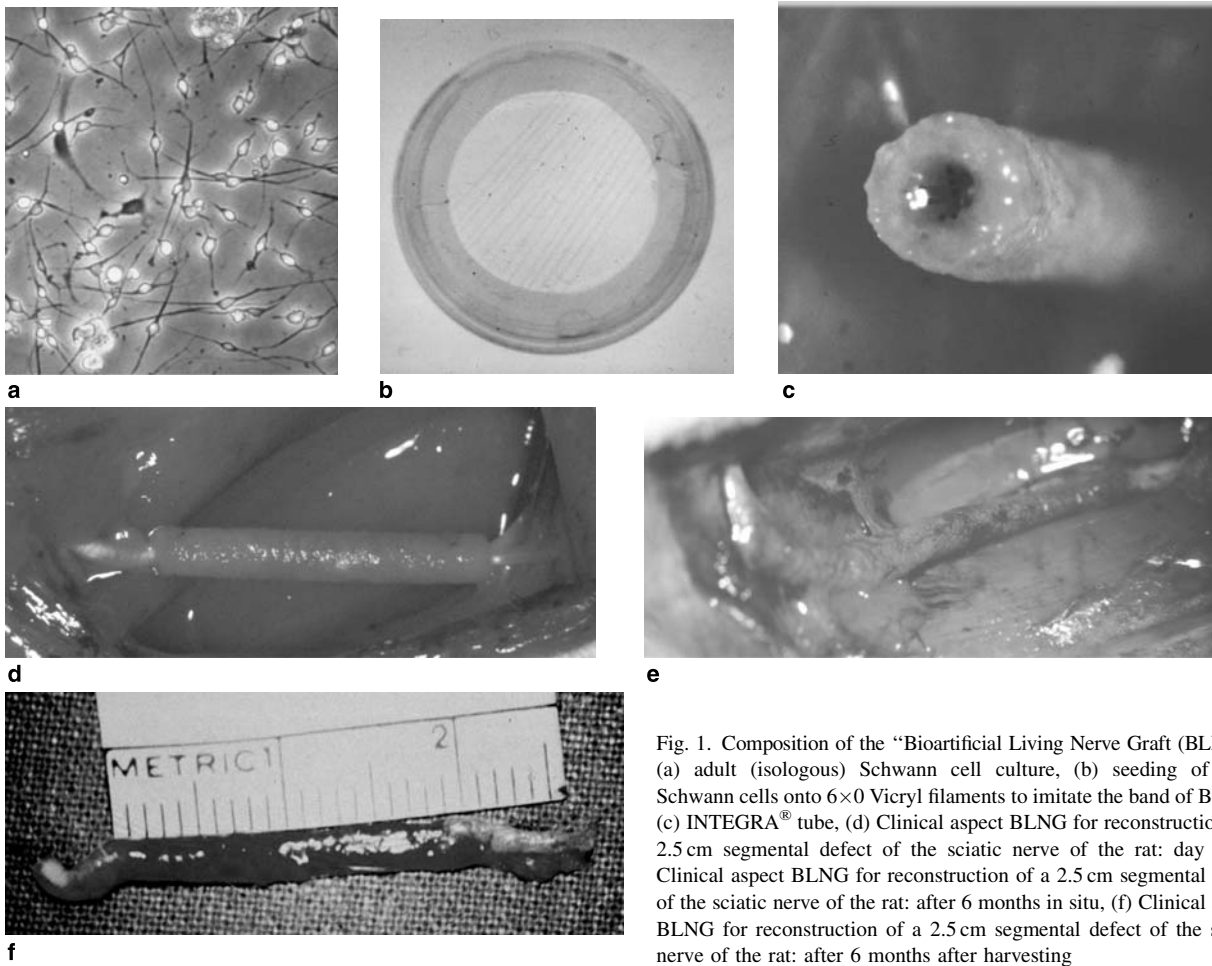 a
b
c
d
e
METRIC 1 2
f
Fig. 1. Composition of the “Bioartificial Living Nerve Graft (BL
(a) adult (isologous) Schwann cell culture, (b) seeding of
Schwann cells onto 6×0 Vicryl filaments to imitate the band of B
(c) INTEGRA® tube, (d) Clinical aspect BLNG for reconstructio
2.5 cm segmental defect of the sciatic nerve of the rat: day
Clinical aspect BLNG for reconstruction of a 2.5 cm segmental
of the sciatic nerve of the rat: after 6 months in situ, (f) Clinical
BLNG for reconstruction of a 2.5 cm segmental defect of the s
nerve of the rat: after 6 months after harvesting